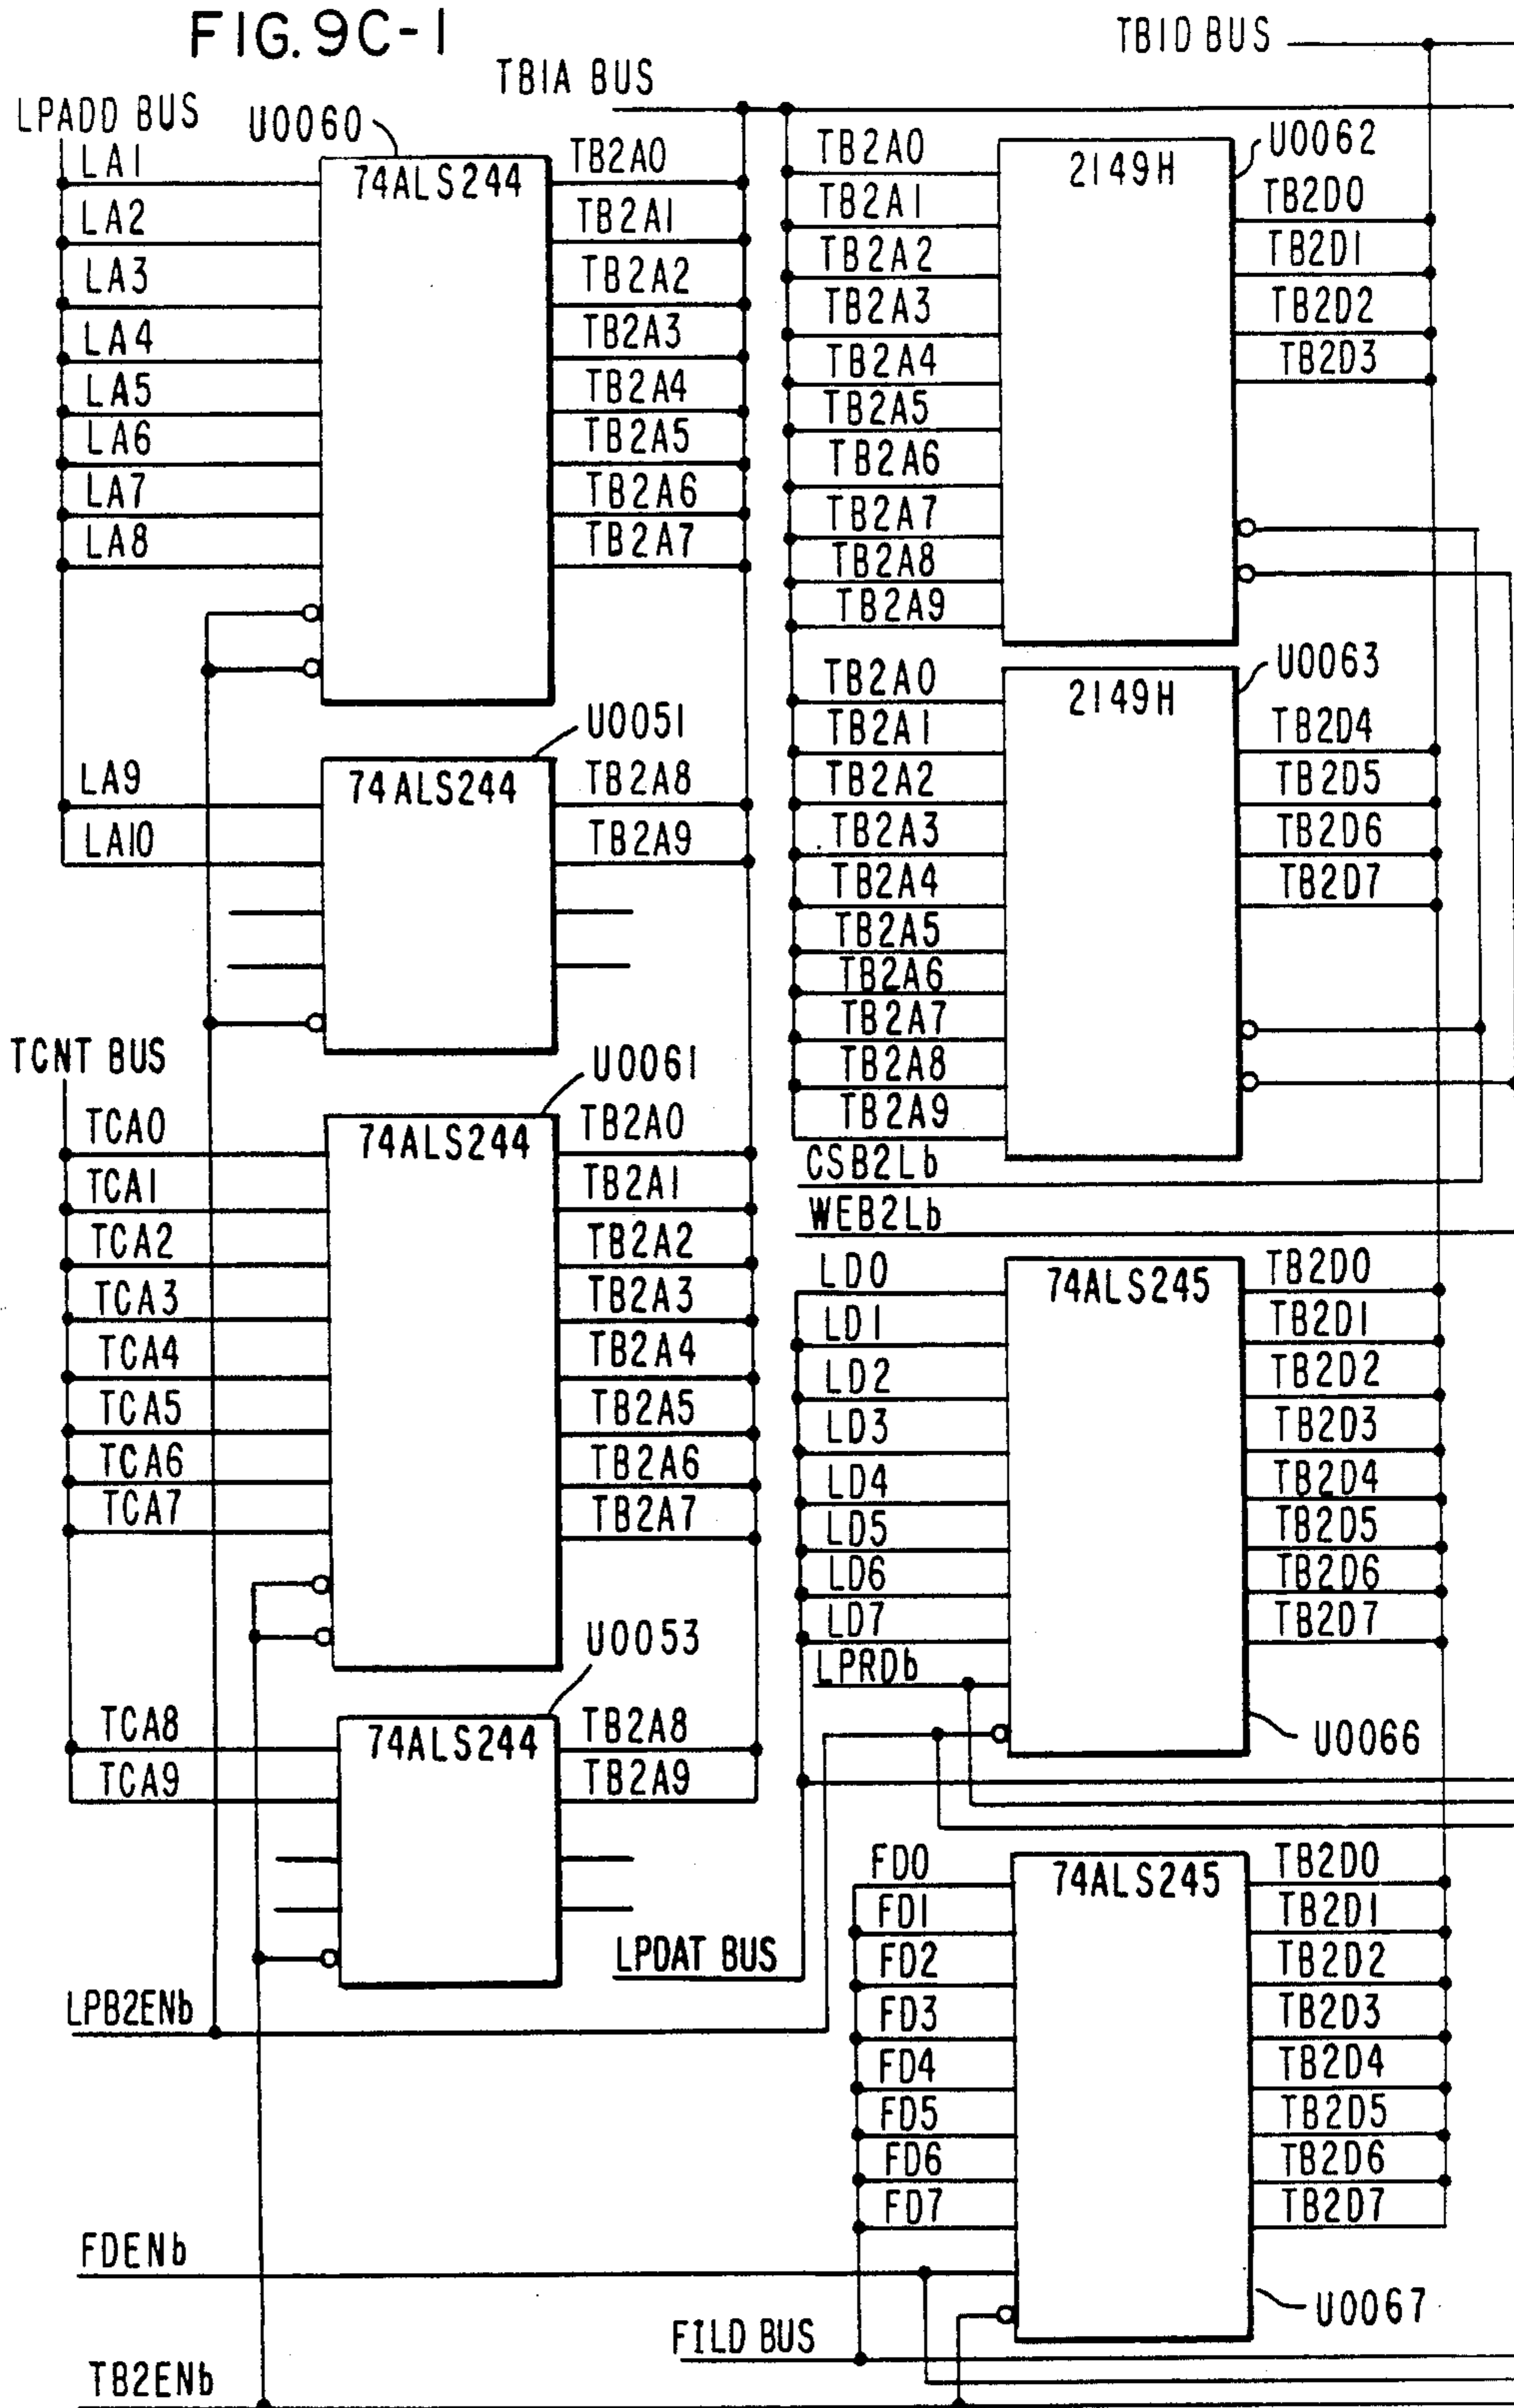 FIG. 9C-1
TBID BUS
TBIA BUS
LPADD BUS
U0060
74ALS244
LA1
LA2
LA3
LA4
LA5
LA6
LA7
LA8
TB2A0
TB2A1
TB2A2
TB2A3
TB2A4
TB2A5
TB2A6
TB2A7
U0051
74ALS244
LA9
LA10
TB2A8
TB2A9
TCNT BUS
U0061
74ALS244
TCA0
TCA1
TCA2
TCA3
TCA4
TCA5
TCA6
TCA7
TB2A0
TB2A1
TB2A2
TB2A3
TB2A4
TB2A5
TB2A6
TB2A7
U0053
74ALS244
TCA8
TCA9
TB2A8
TB2A9
LPB2ENb
FDENb
TB2ENb
U0062
2149H
TB2A0
TB2A1
TB2A2
TB2A3
TB2A4
TB2A5
TB2A6
TB2A7
TB2A8
TB2A9
TB2D0
TB2D1
TB2D2
TB2D3
U0063
2149H
TB2A0
TB2A1
TB2A2
TB2A3
TB2A4
TB2A5
TB2A6
TB2A7
TB2A8
TB2A9
TB2D4
TB2D5
TB2D6
TB2D7
CSB2Lb
WEB2Lb
74ALS245
LD0
LD1
LD2
LD3
LD4
LD5
LD6
LD7
LPRDb
TB2D0
TB2D1
TB2D2
TB2D3
TB2D4
TB2D5
TB2D6
TB2D7
U0066
LPDAT BUS
74ALS245
FD0
FD1
FD2
FD3
FD4
FD5
FD6
FD7
TB2D0
TB2D1
TB2D2
TB2D3
TB2D4
TB2D5
TB2D6
TB2D7
U0067
FILD BUS